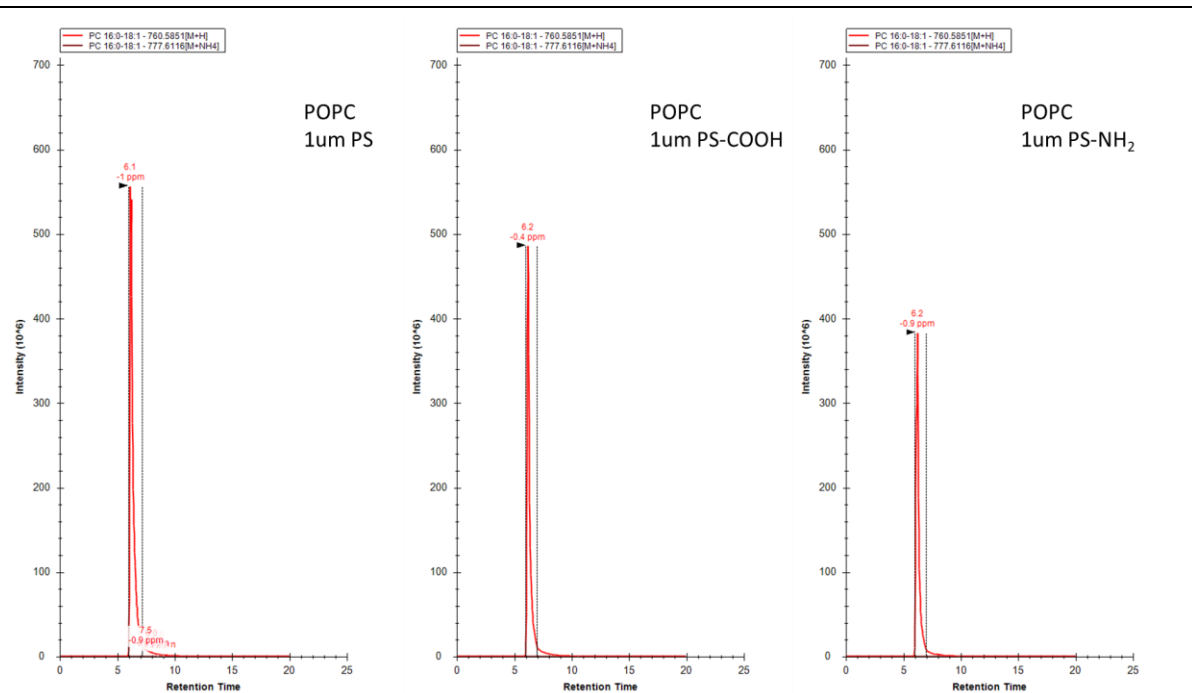 PC 16:0-18:1 - 760.5851[M+H]
PC 16:0-18:1 - 777.6116[M+NH4]
700
600
500
400
300
200
100
0
Intensity (10^6)
POPC
1um PS
6.1
-1 ppm
7.5
-0.9 ppm
0
5
10
15
20
25
Retention Time
PC 16:0-18:1 - 760.5851[M+H]
PC 16:0-18:1 - 777.6116[M+NH4]
700
600
500
400
300
200
100
0
Intensity (10^6)
POPC
1um PS-COOH
6.2
-0.4 ppm
0
5
10
15
20
25
Retention Time
PC 16:0-18:1 - 760.5851[M+H]
PC 16:0-18:1 - 777.6116[M+NH4]
700
600
500
400
300
200
100
0
Intensity (10^6)
POPC
1um PS-NH₂
6.2
-0.9 ppm
0
5
10
15
20
25
Retention Time